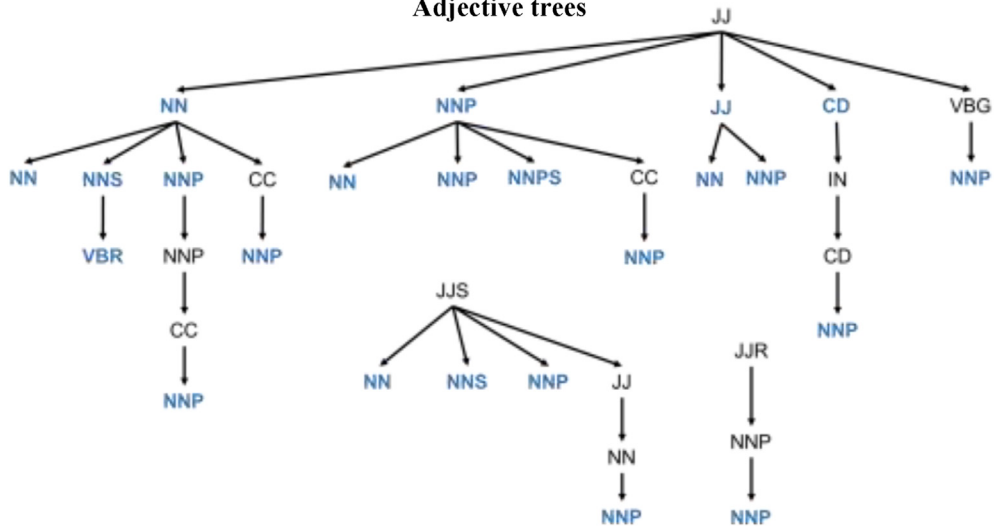 Adjective trees
JJ
NN NNP JJ CD VBG
NN NNS NNP CC NN NNP NNPS CC NN NNP IN NNP
VBR NNP NNP NNP CD
JJS
CC NNP
JJR
NN NNS NNP JJ
NNP
NNP
NN
NNP NNP